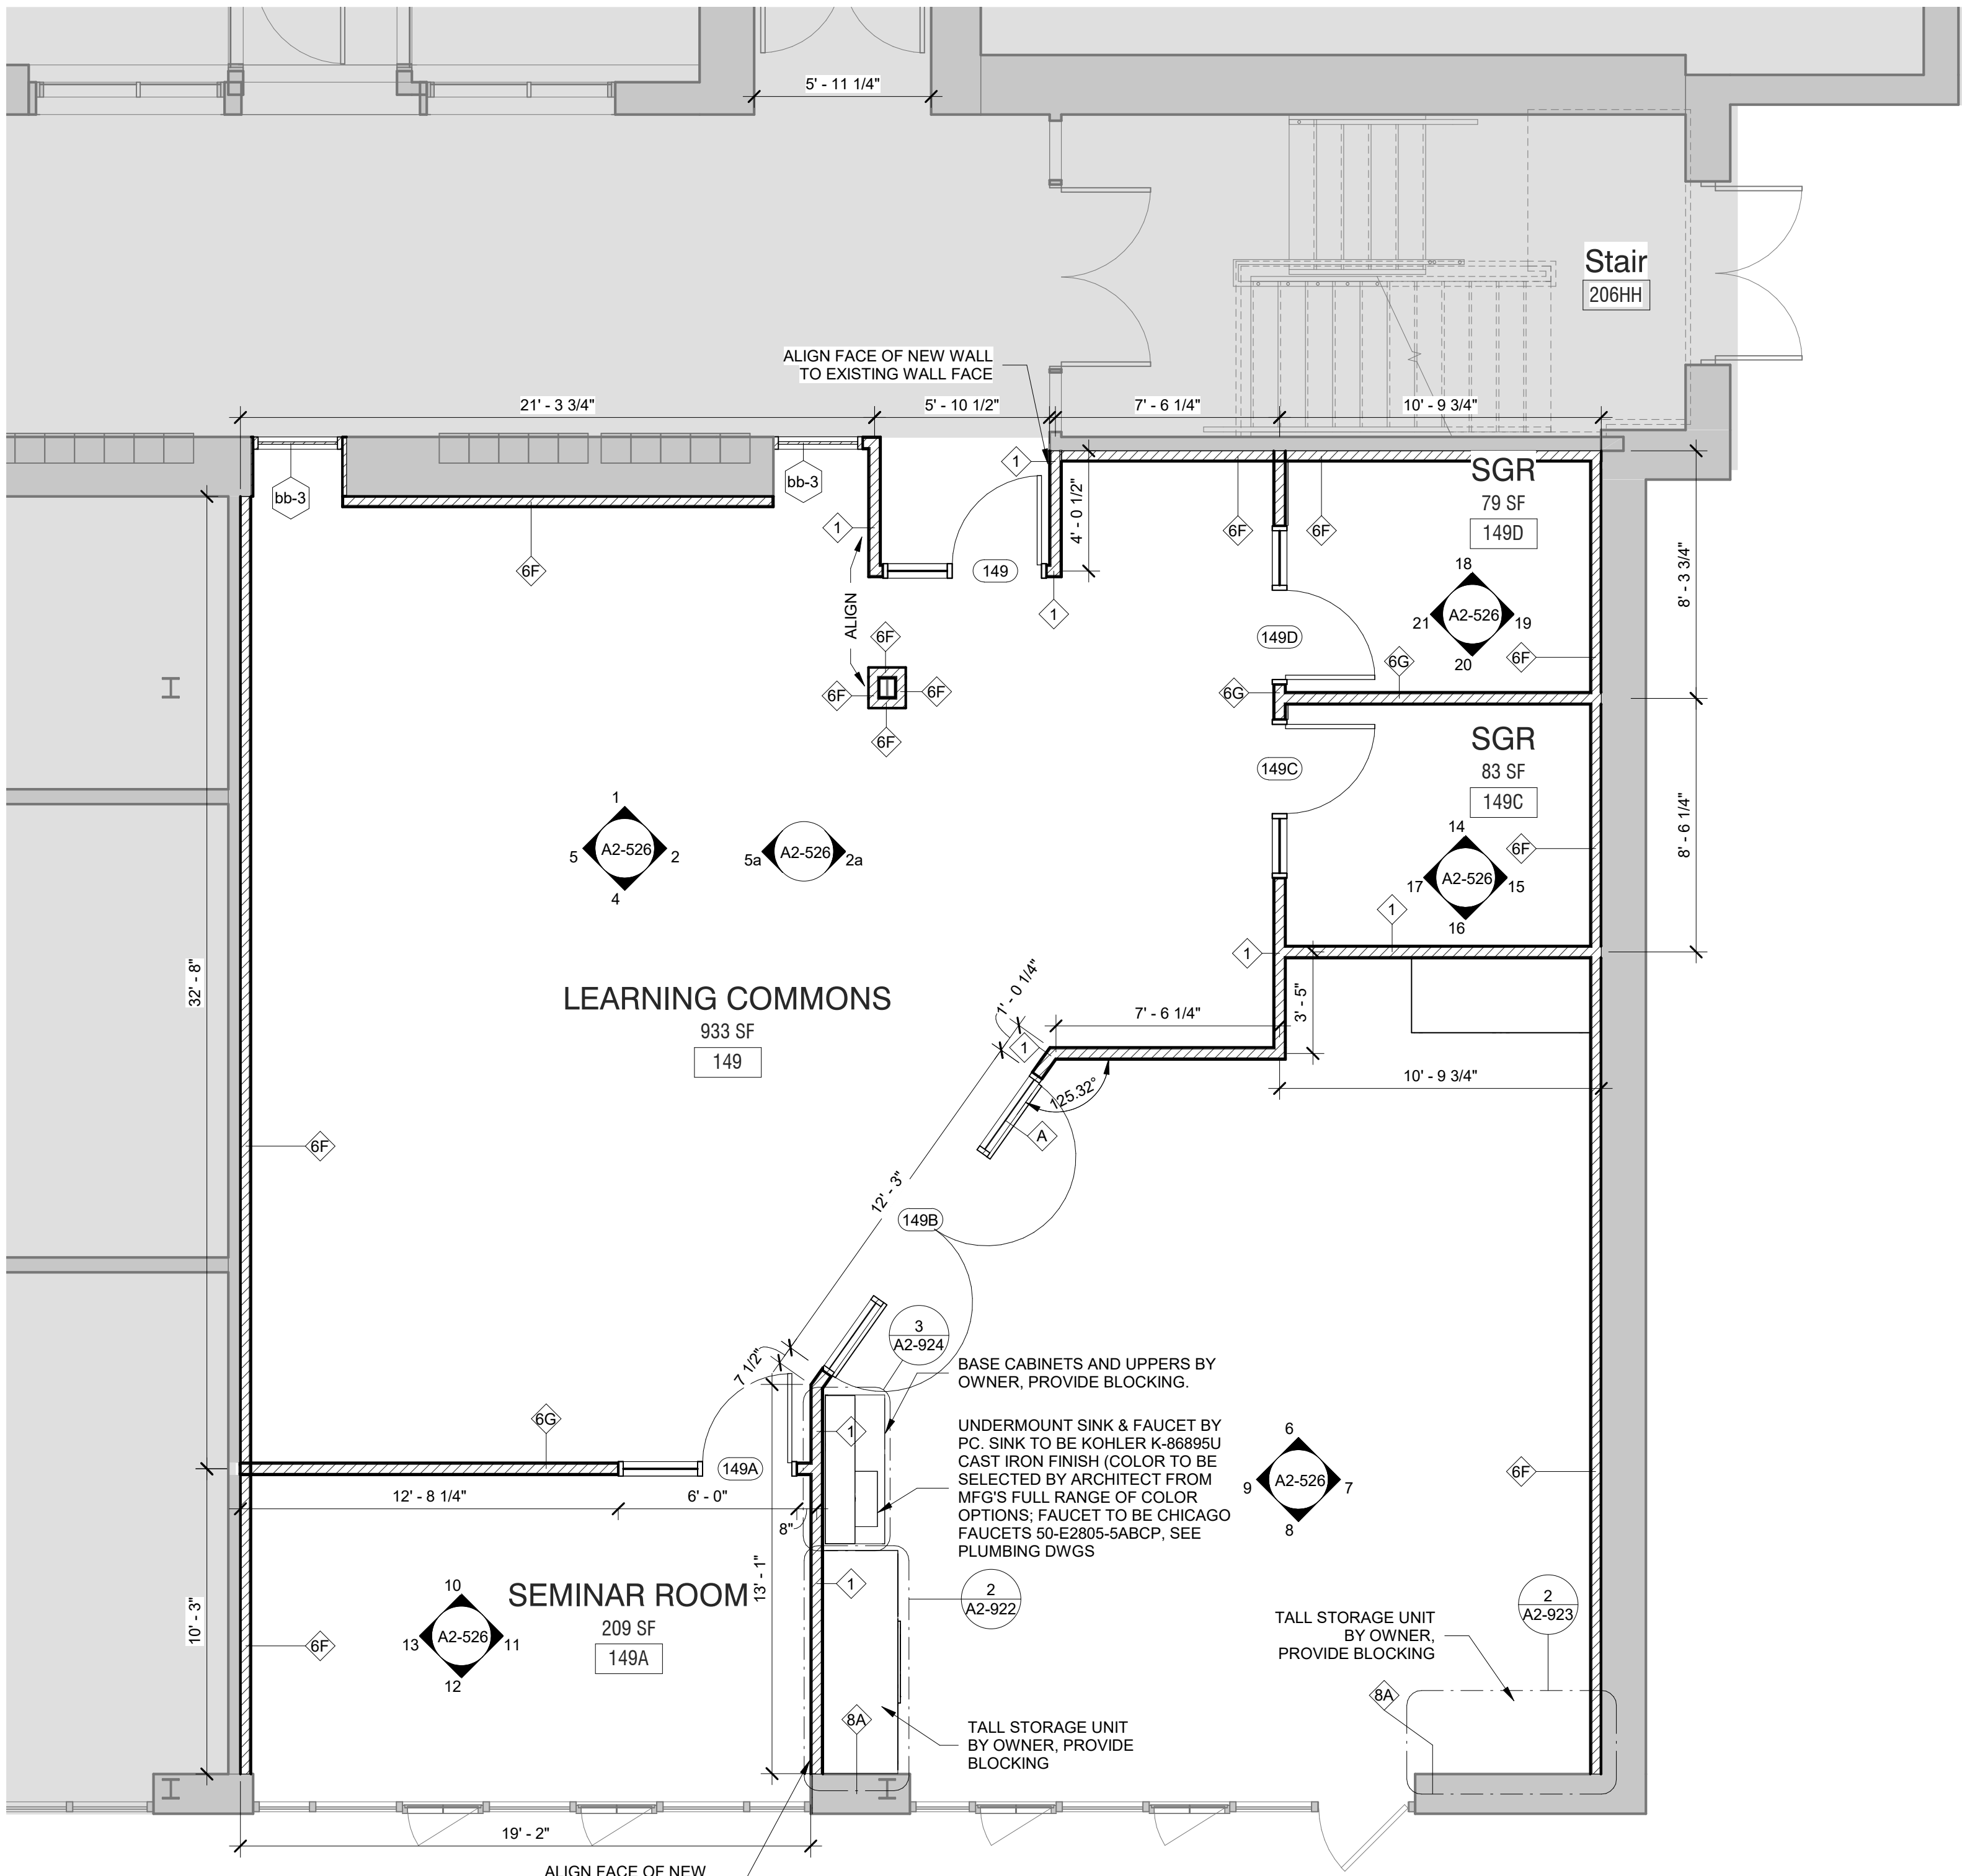 5' - 11 1/4"
Stair
206HH
ALIGN FACE OF NEW WALL
TO EXISTING WALL FACE
21' - 3 3/4"
5' - 10 1/2"
7' - 6 1/4"
10' - 9 3/4"
bb-3
bb-3
1
1
4' - 0 1/2"
6F
6F
6F
SGR
79 SF
149D
8' - 3 3/4"
149
1
ALIGN
18
21
A2-526
19
20
149D
6F
6F
6F
6F
6G
6G
6F
SGR
83 SF
149C
149C
14
17
A2-526
15
16
6F
1
8' - 6 1/4"
1
5
A2-526
2
4
5a
A2-526
2a
32' - 8"
LEARNING COMMONS
933 SF
149
1
1' - 0 1/4"
1
7' - 6 1/4"
3' - 5"
10' - 9 3/4"
125.32°
A
6F
12' - 3"
149B
3
A2-924
7 1/2"
BASE CABINETS AND UPPERS BY
OWNER, PROVIDE BLOCKING.
6G
1
UNDERMOUNT SINK & FAUCET BY
PC. SINK TO BE KOHLER K-86895U
CAST IRON FINISH (COLOR TO BE
SELECTED BY ARCHITECT FROM
MFG'S FULL RANGE OF COLOR
OPTIONS; FAUCET TO BE CHICAGO
FAUCETS 50-E2805-5ABCP, SEE
PLUMBING DWGS
6
9
A2-526
7
8
6F
149A
12' - 8 1/4"
6' - 0"
8"
13' - 1"
10' - 3"
SEMINAR ROOM
209 SF
149A
10
13
A2-526
11
12
6F
1
2
A2-922
2
A2-923
TALL STORAGE UNIT
BY OWNER,
PROVIDE BLOCKING
8A
8A
TALL STORAGE UNIT
BY OWNER, PROVIDE
BLOCKING
19' - 2"
ALIGN FACE OF NEW